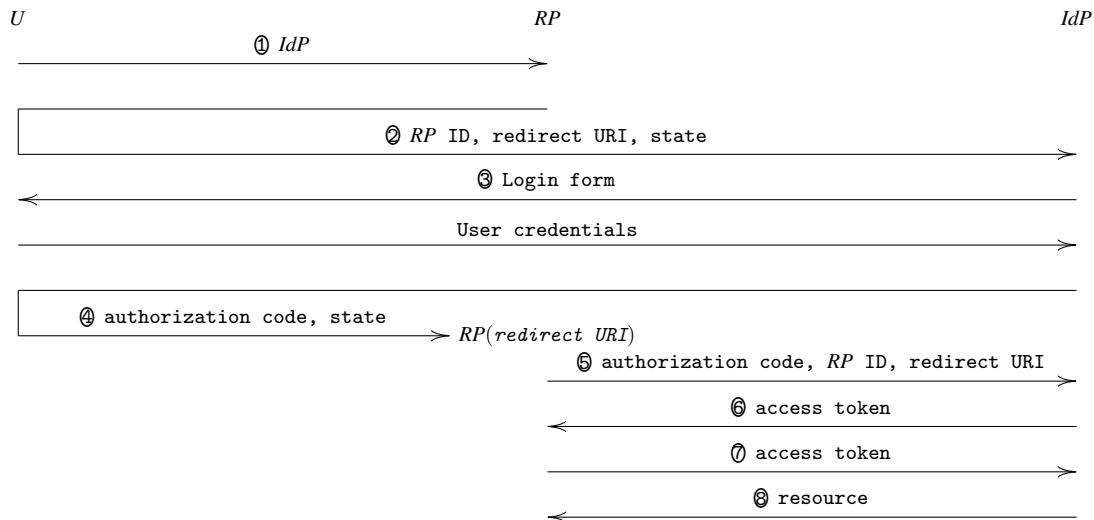 U RP IdP
① IdP
② RP ID, redirect URI, state
③ Login form
User credentials
④ authorization code, state
RP(redirect URI)
⑤ authorization code, RP ID, redirect URI
⑥ access token
⑦ access token
⑧ resource